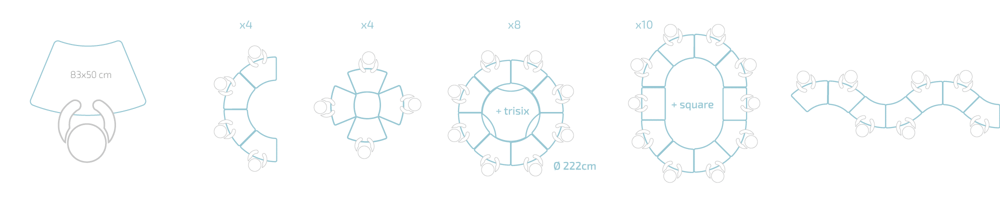 83x50 cm
x4
x4
x8
+ trisix
Ø 222cm
x10
+ square